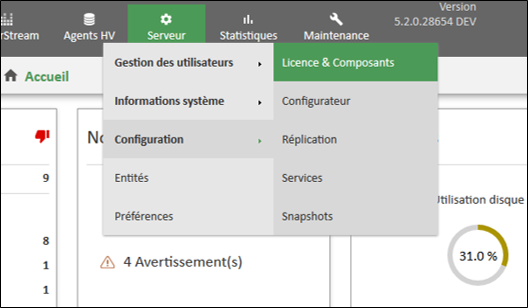 Version
5.2.0.28654 DEV
rStream
Agents HV
Serveur
Statistiques
Maintenance
Gestion des utilisateurs
Licence & Composants
Accueil
Informations système
Configurateur
No
Configuration
Réplication
9
Entités
Services
Utilisation disque
Préférences
Snapshots
8
4 Avertissement(s)
31.0 %
1
1